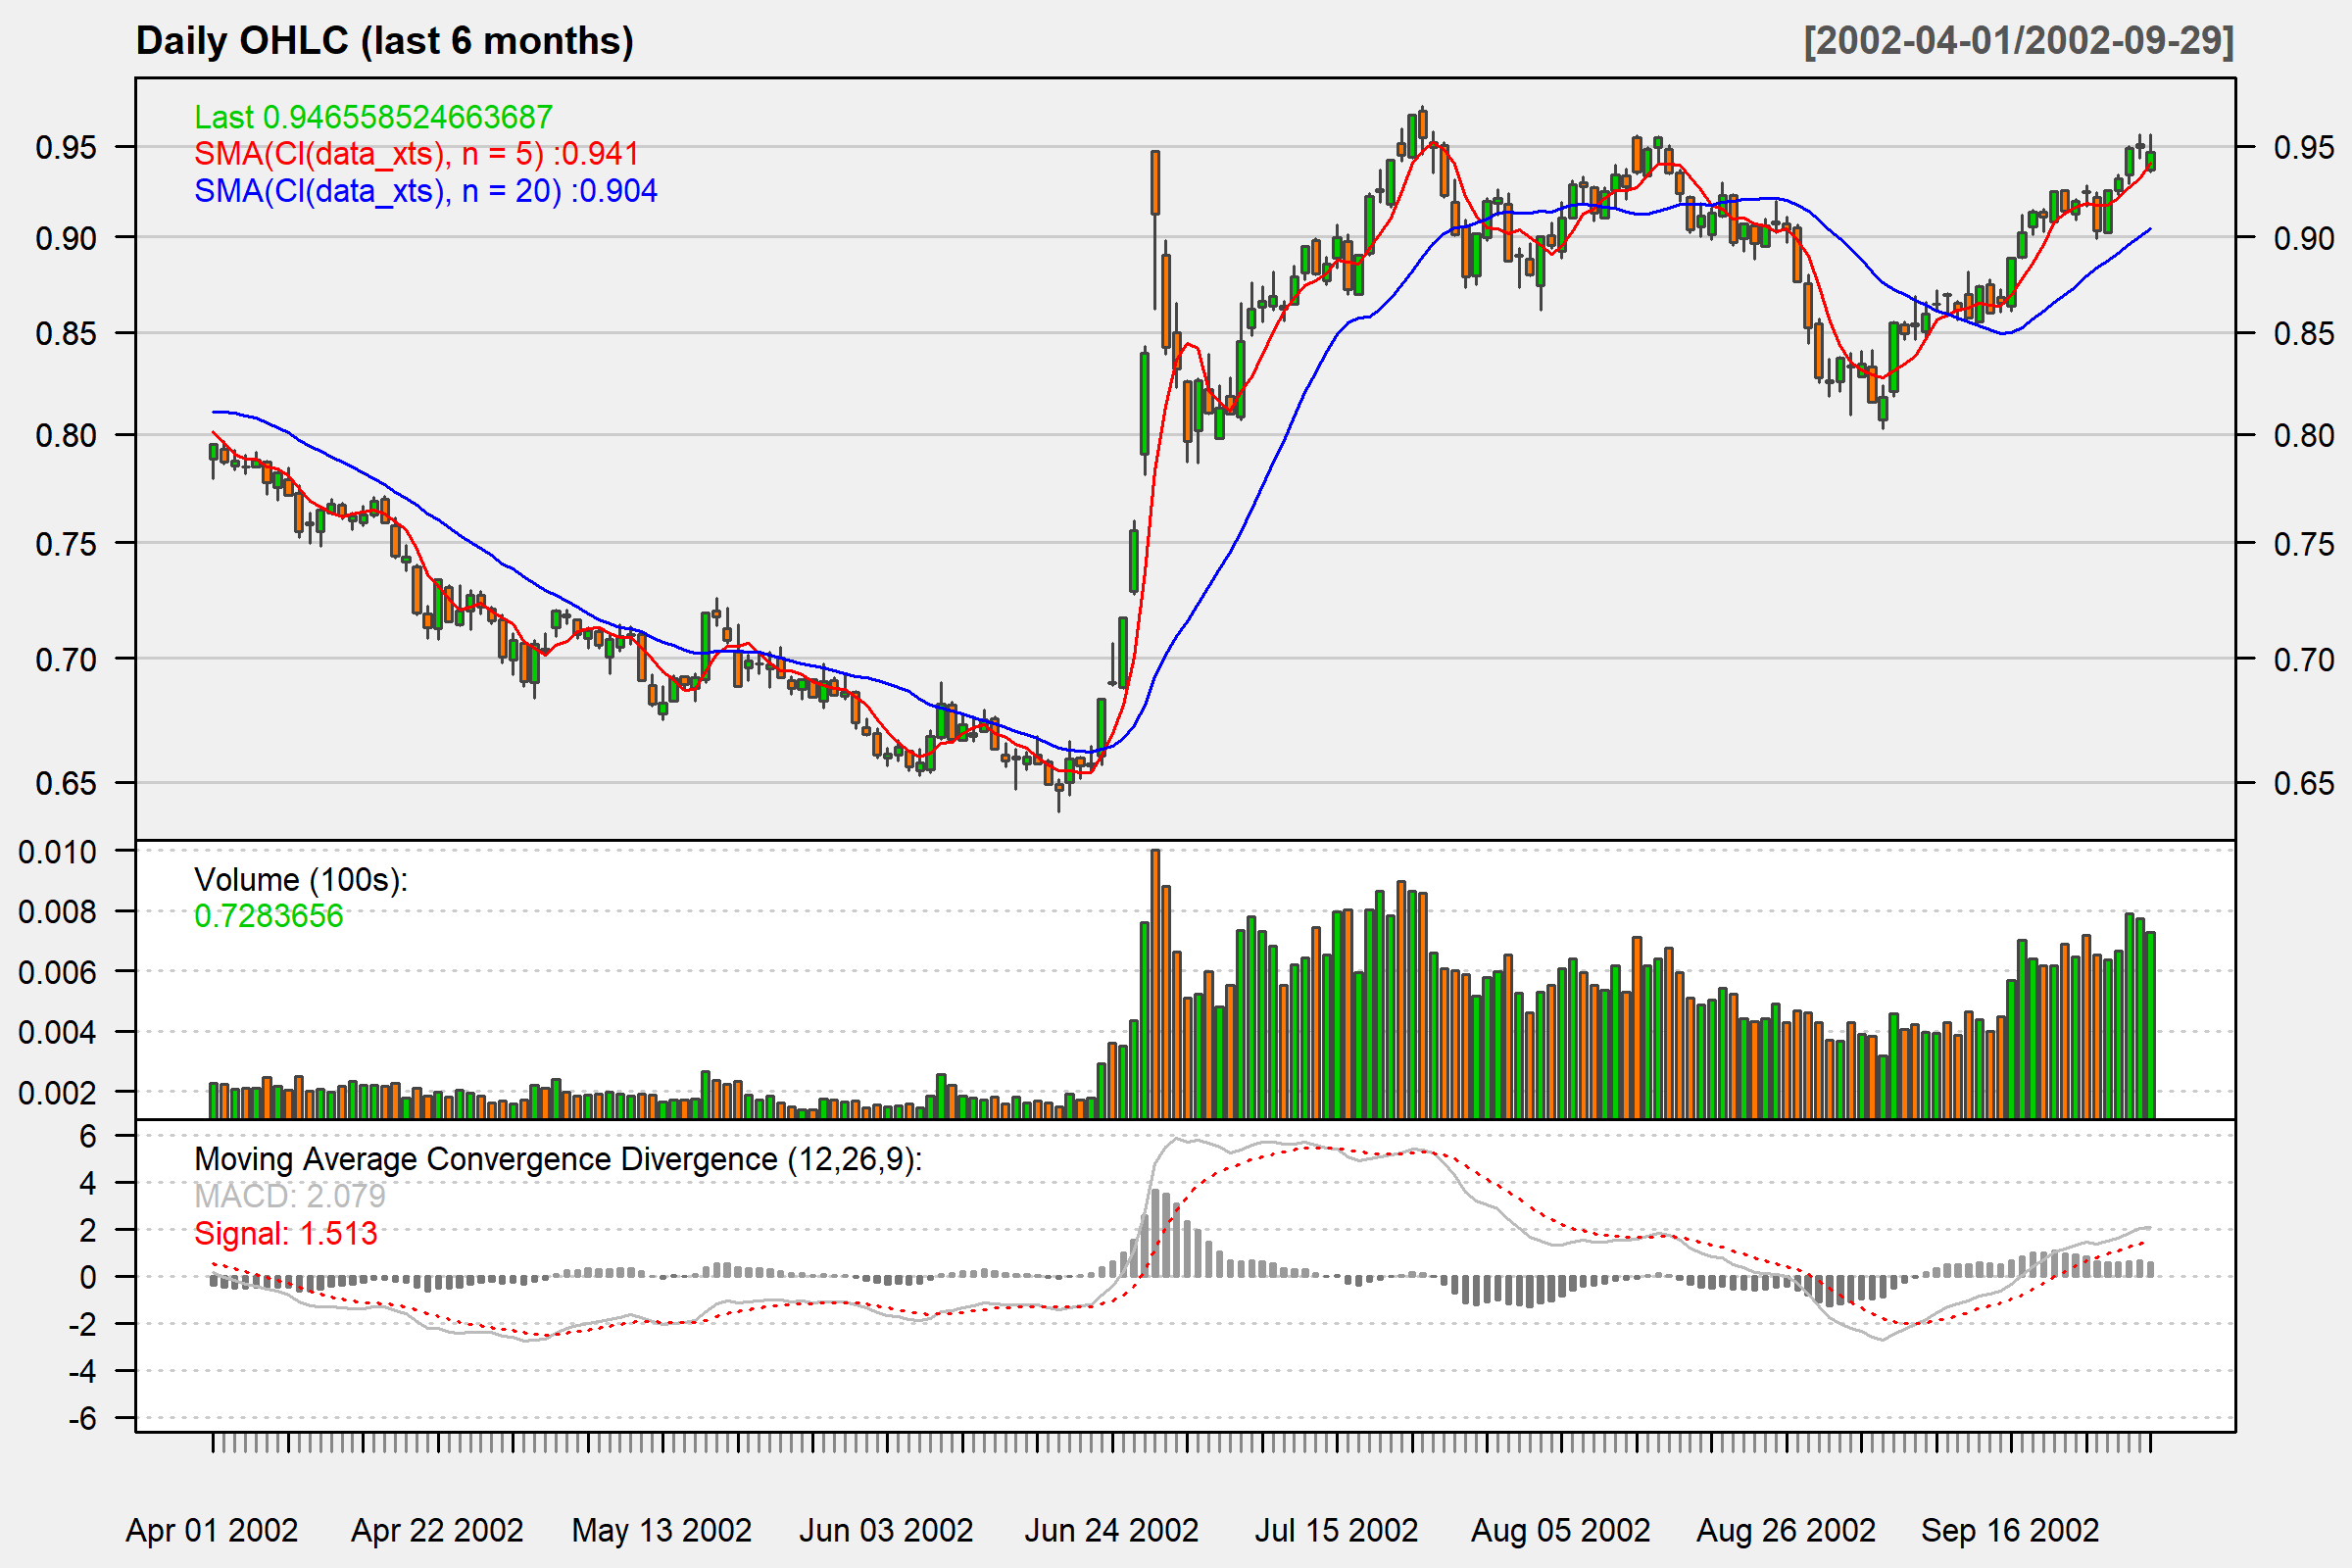 Daily OHLC (last 6 months) [2002-04-01/2002-09-29]
Last 0.946558524663687
SMA(Cl(data_xts), n = 5) :0.941
SMA(Cl(data_xts), n = 20) :0.904
0.95 0.95
0.90 0.90
0.85 0.85
0.80 0.80
0.75 0.75
0.70 0.70
0.65 0.65
0.010
Volume (100s):
0.7283656
0.008
0.006
0.004
0.002
6
Moving Average Convergence Divergence (12,26,9):
4
MACD: 2.079
2
Signal: 1.513
0
-2
-4
-6
Apr 01 2002 Apr 22 2002 May 13 2002 Jun 03 2002 Jun 24 2002 Jul 15 2002 Aug 05 2002 Aug 26 2002 Sep 16 2002